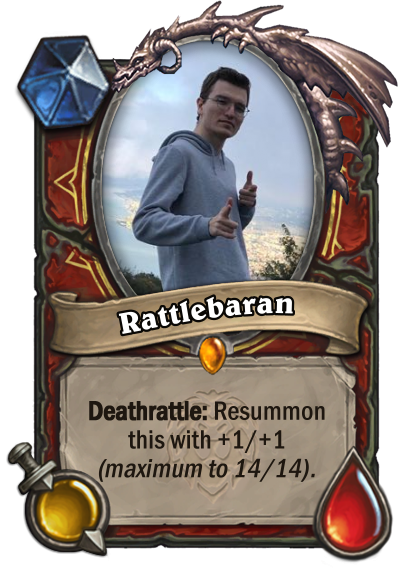 Rattlebaran
Deathrattle: Resummon
this with +1/+1
(maximum to 14/14).